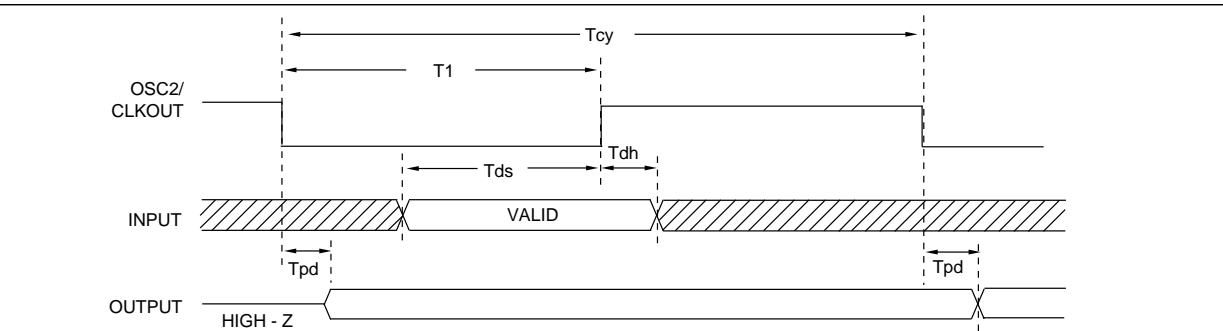 Tcy
T1
OSC2/
CLKOUT
Tdh
Tds
INPUT
VALID
Tpd
Tpd
OUTPUT
HIGH - Z